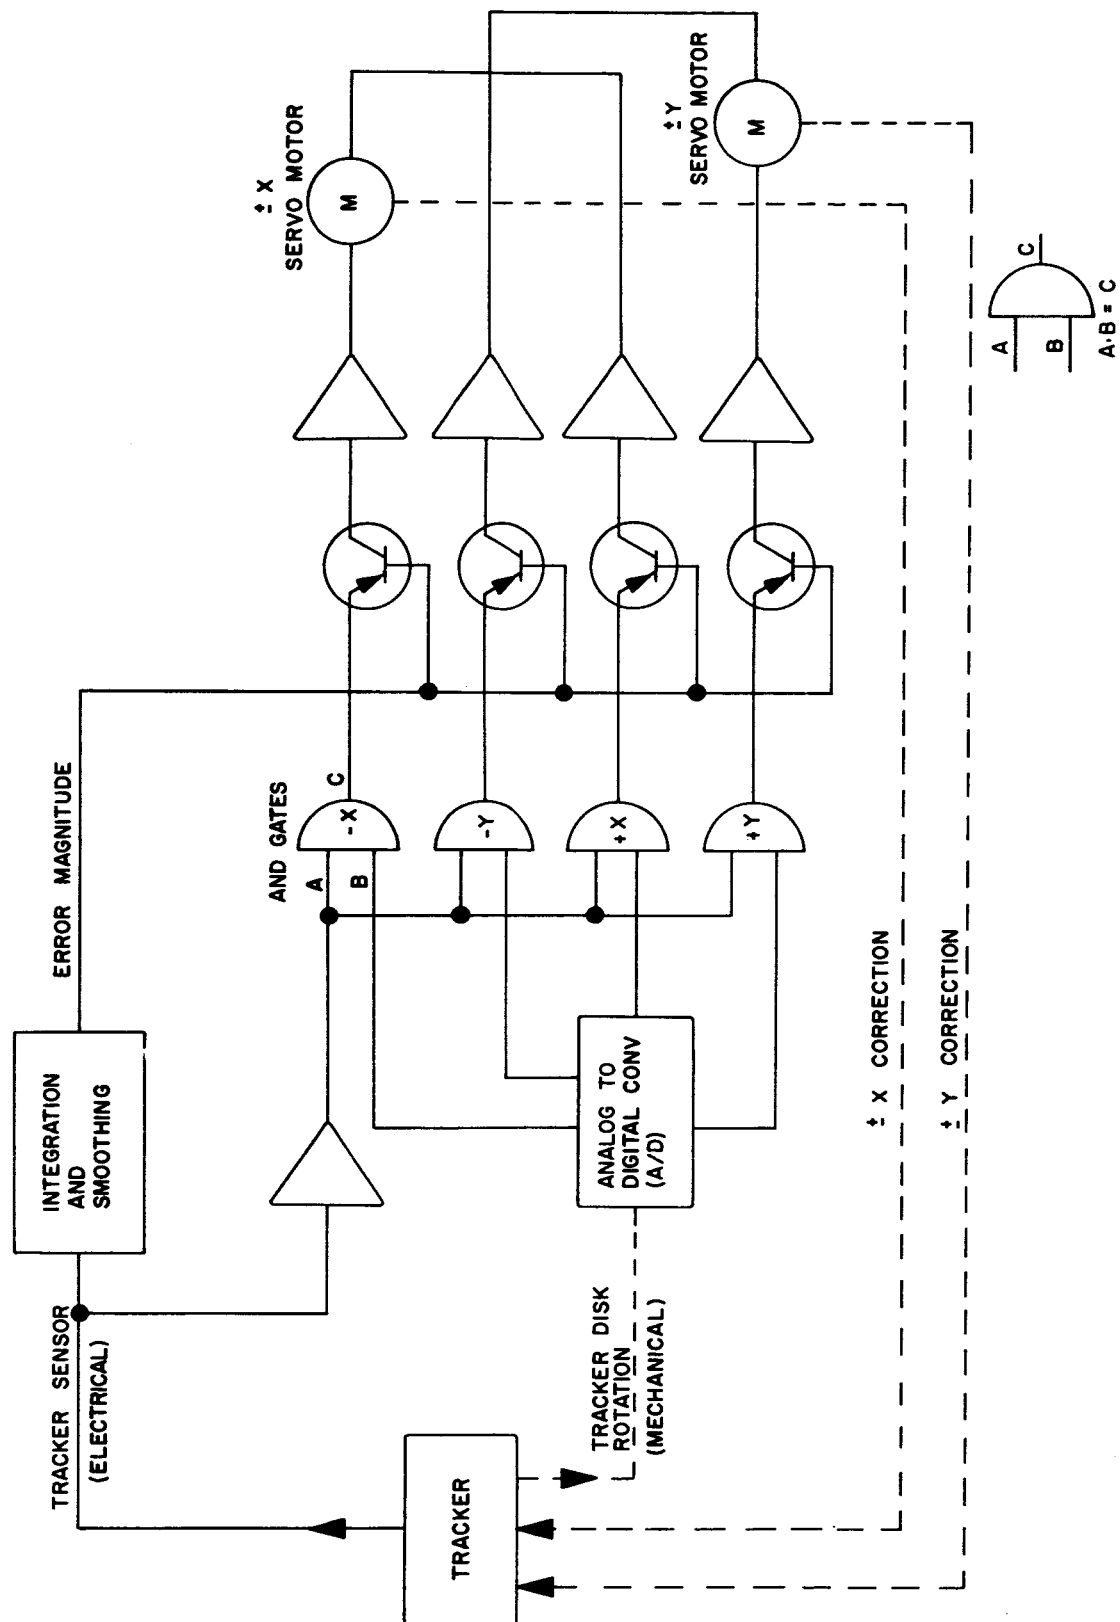 TRACKER SENSOR
(ELECTRICAL)
INTEGRATION
AND
SMOOTHING
ERROR MAGNITUDE
AND GATES
A
B
C
-X
-Y
+X
+Y
± X
SERVO MOTOR
M
± Y
SERVO MOTOR
M
TRACKER
TRACKER DISK
ROTATION
(MECHANICAL)
ANALOG TO
DIGITAL CONV
(A/D)
± X CORRECTION
± Y CORRECTION
A
B
C
A·B = C